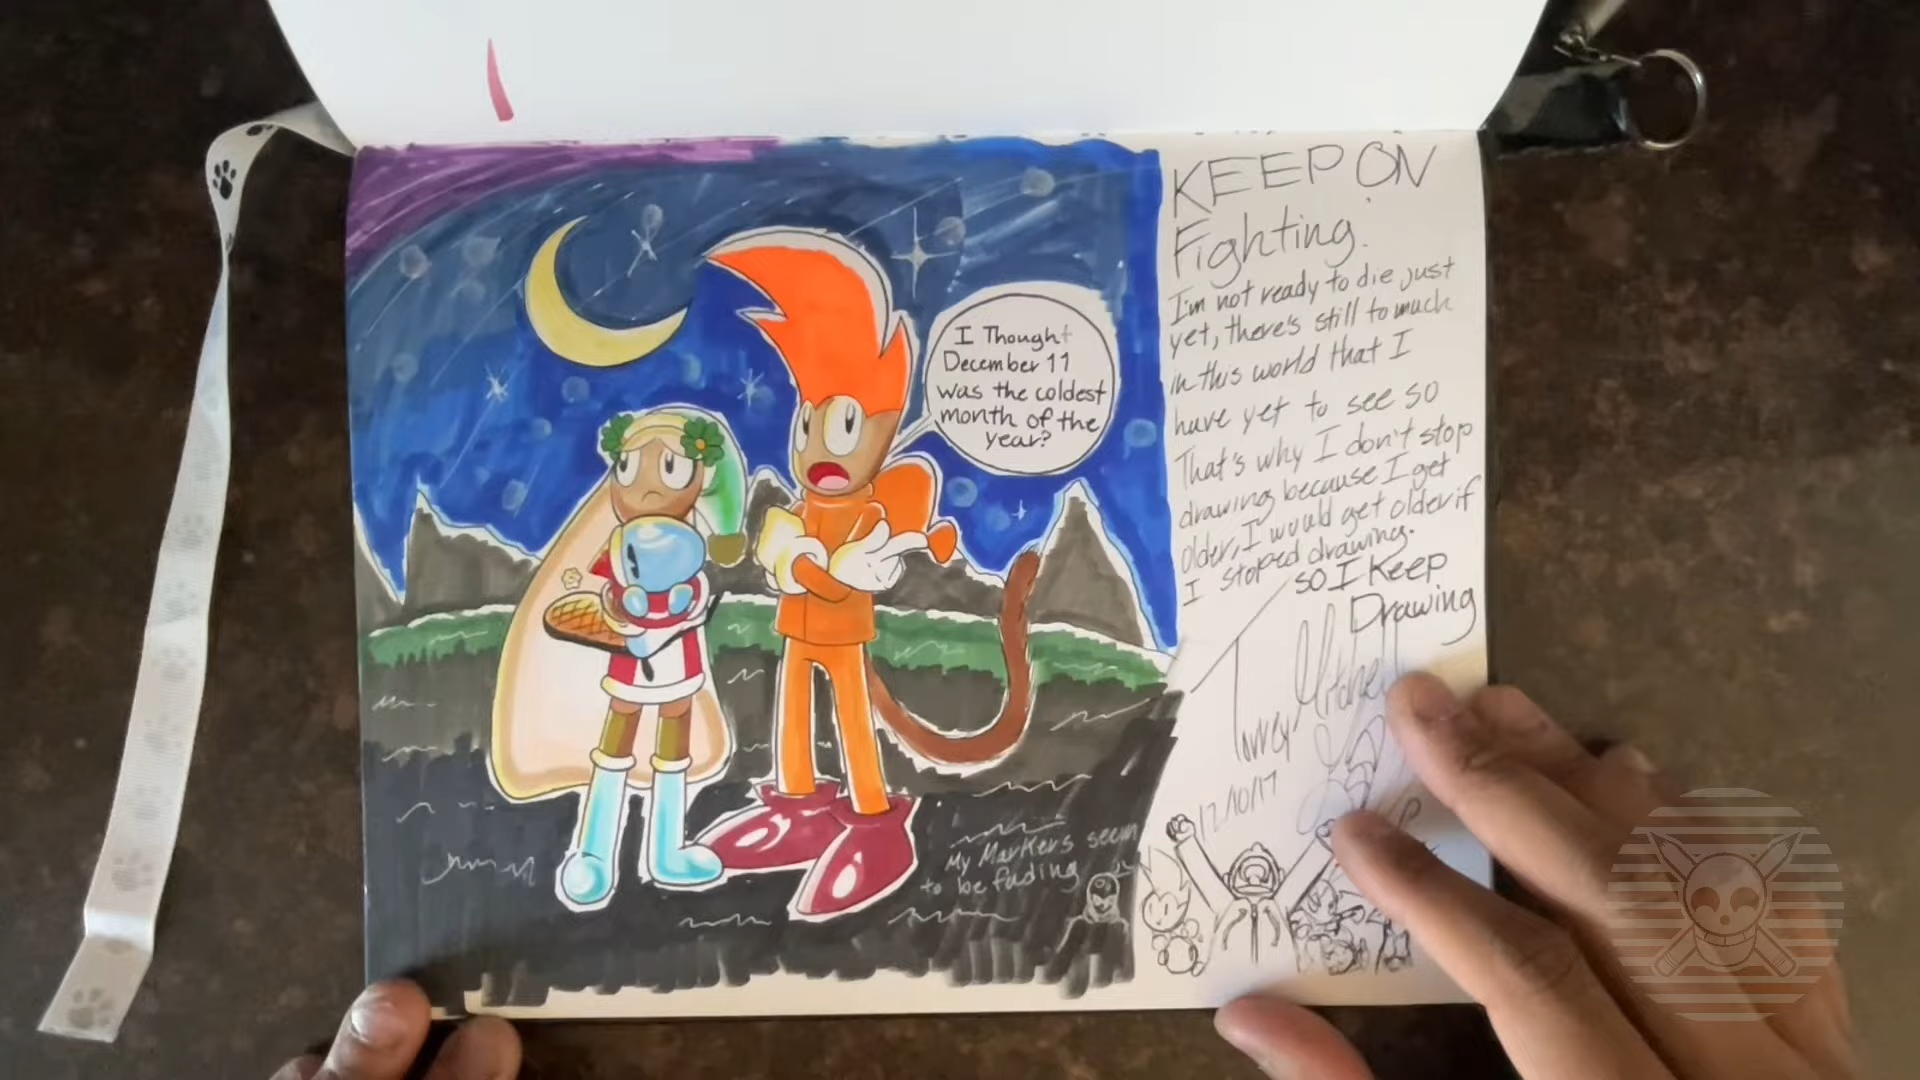 I Thought
December 11
was the coldest
month of the
year?
My Markers seem
to be fading
KEEP ON
Fighting.
I'm not ready to die just
yet, there's still to much
in this world that I
have yet to see so
That's why I don't stop
drawing because I get
older, I would get older if
I stoped drawing.
SO I Keep
Drawing
Torrey Mitchell
12/10/17